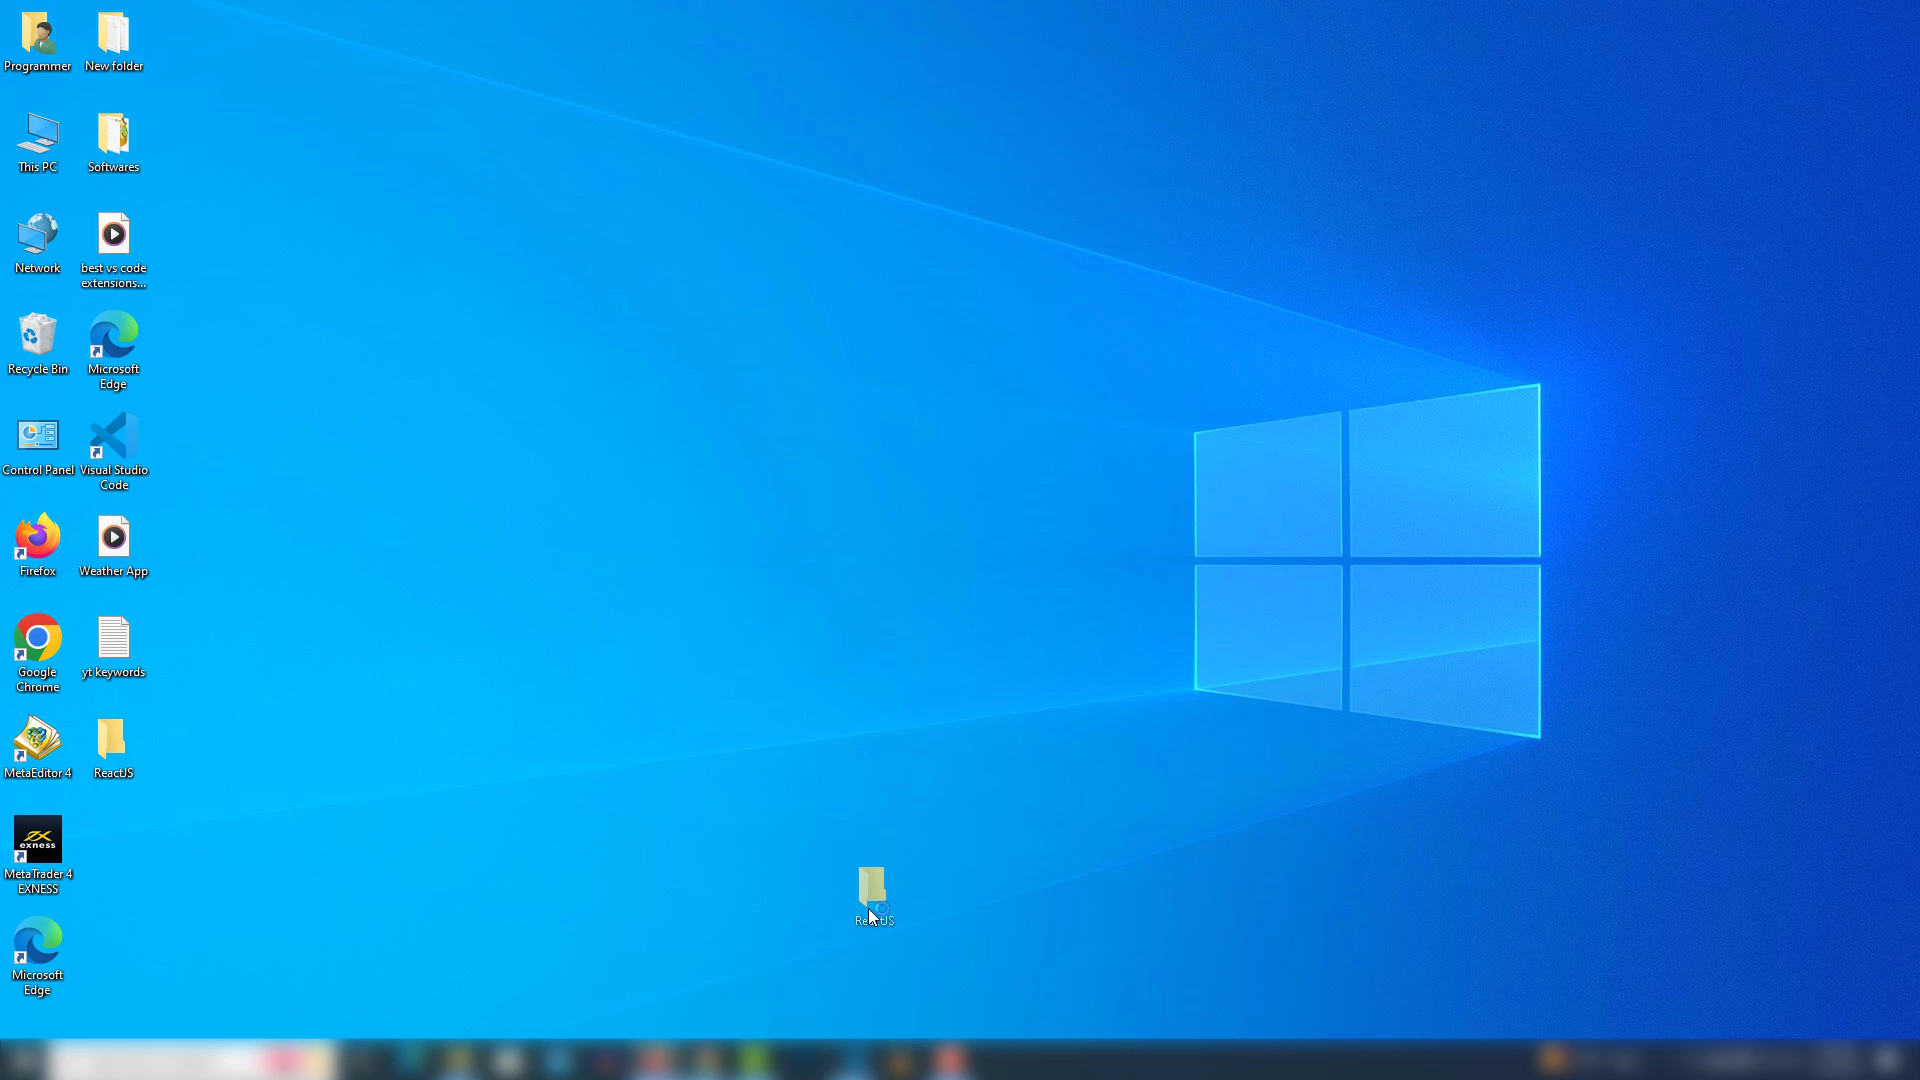 Programmer
New folder
This PC
Softwares
Network
best vs code
extensions...
Recycle Bin
Microsoft
Edge
Control Panel
Visual Studio
Code
Firefox
Weather App
Google
Chrome
yt keywords
MetaEditor 4
ReactJS
exness
MetaTrader 4
EXNESS
ReactJS
Microsoft
Edge